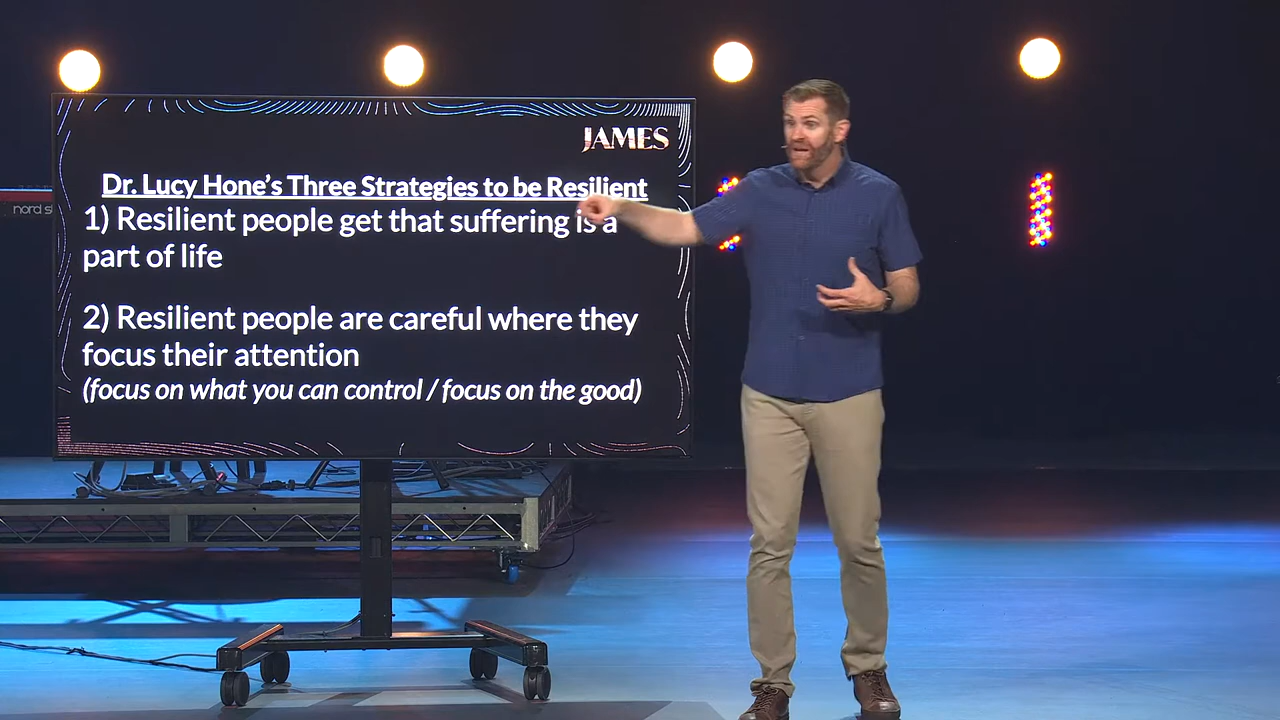 JAMES
Dr. Lucy Hone's Three Strategies to be Resilient
1) Resilient people get that suffering is a
part of life
2) Resilient people are careful where they
focus their attention
(focus on what you can control / focus on the good)
nord